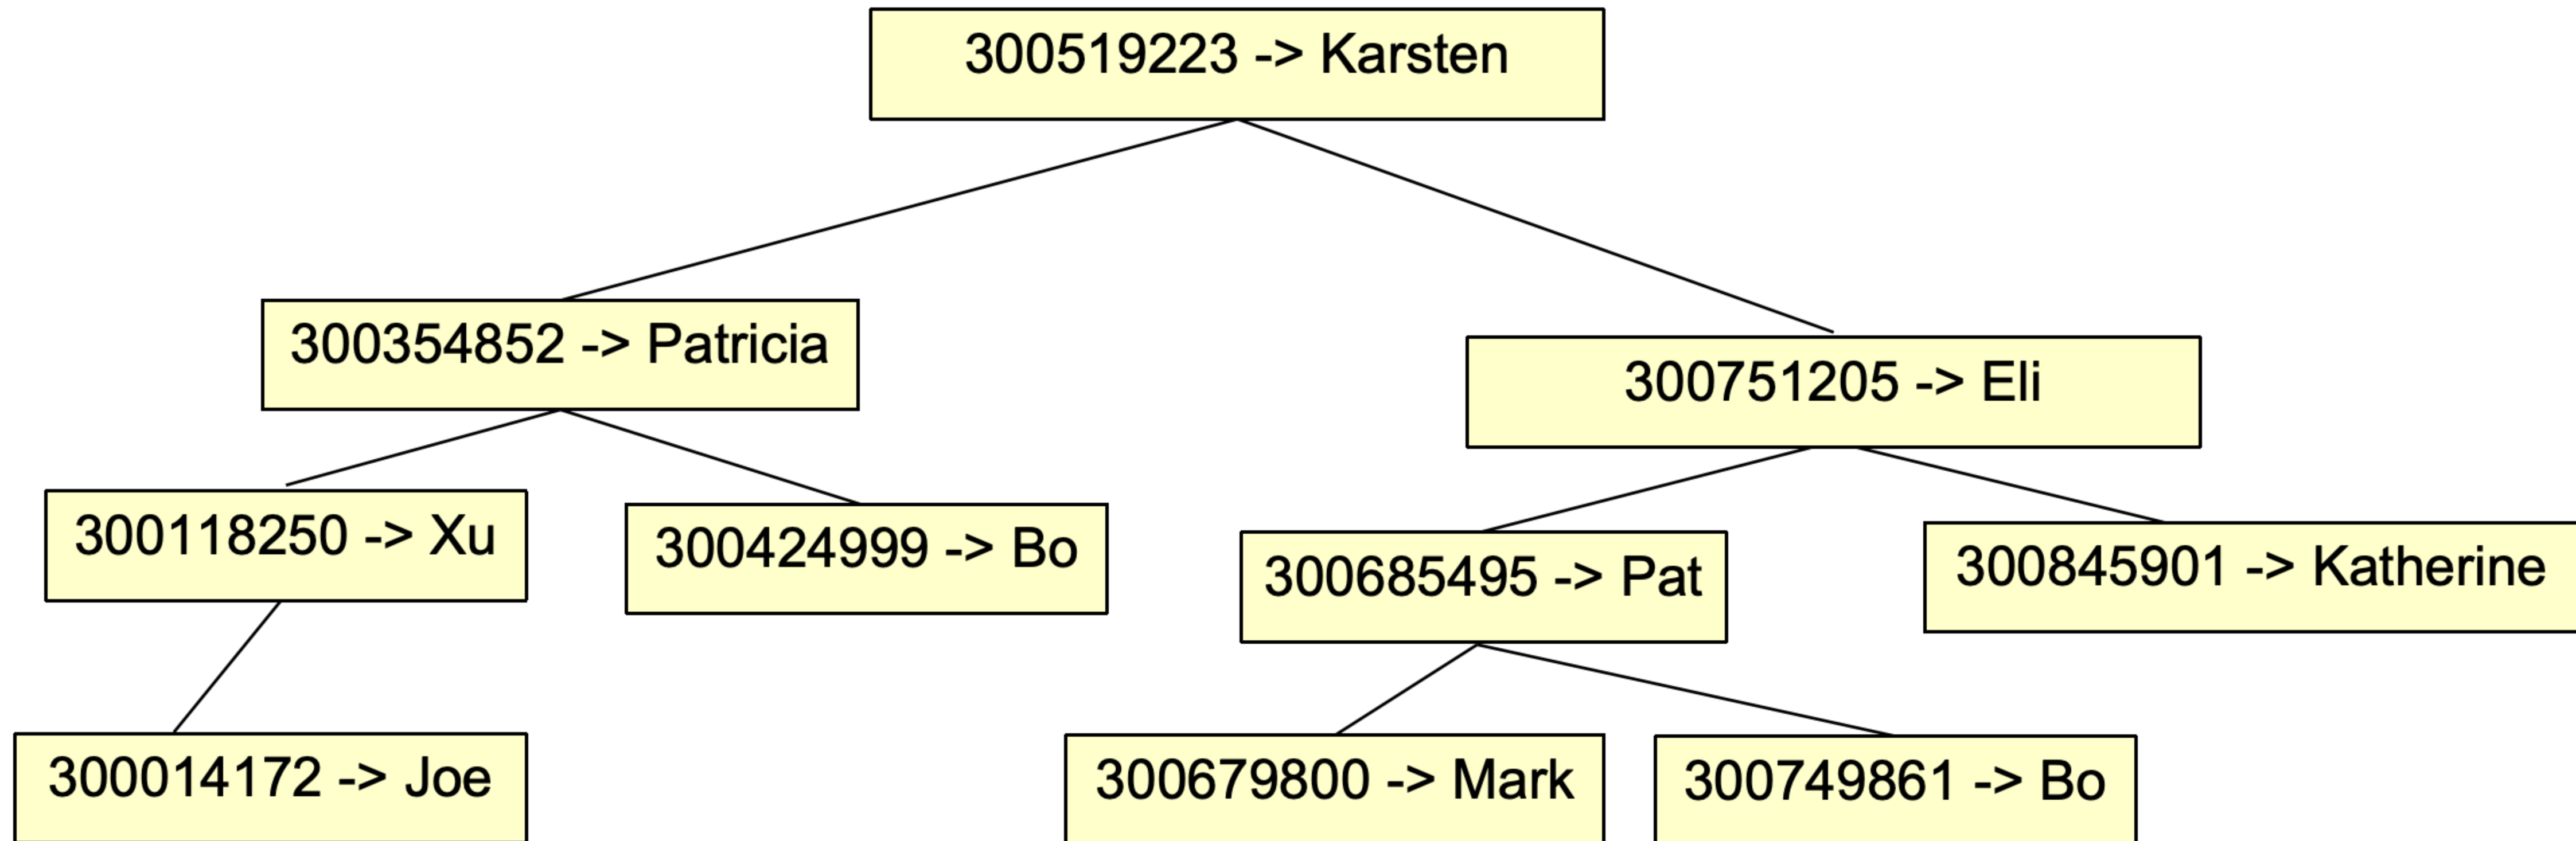 300519223 -> Karsten
300354852 -> Patricia
300751205 -> Eli
300118250 -> Xu
300424999 -> Bo
300685495 -> Pat
300845901 -> Katherine
300014172 -> Joe
300679800 -> Mark
300749861 -> Bo